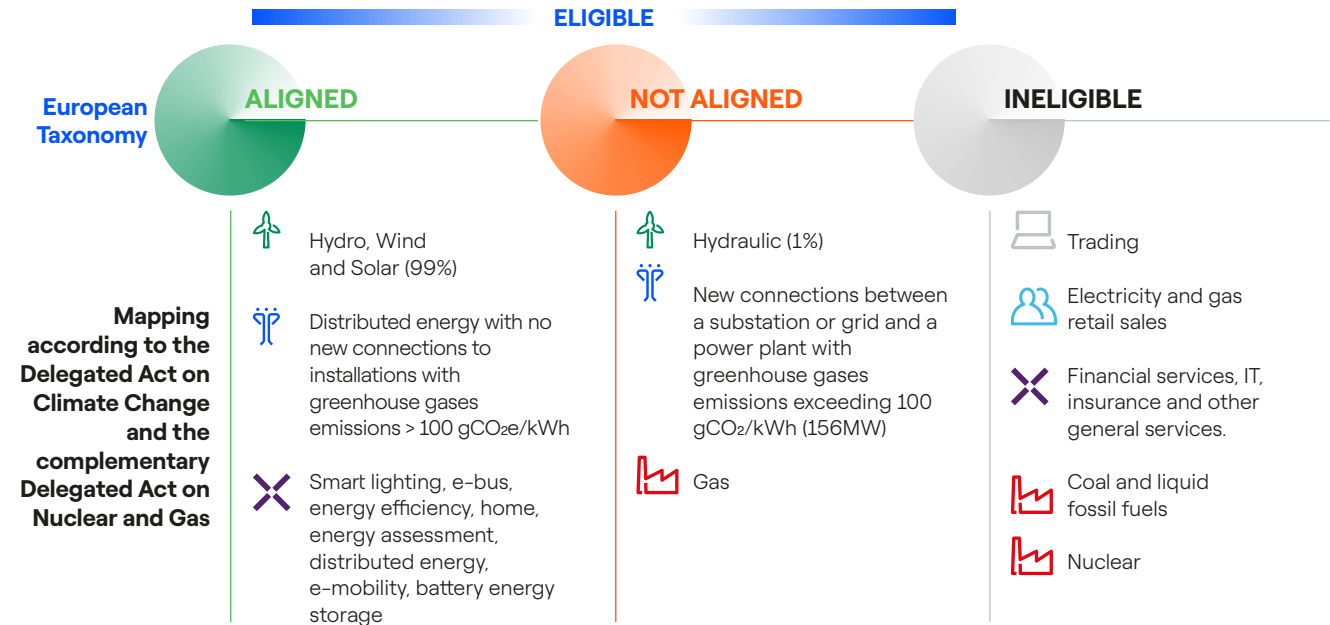 ELIGIBLE
European
Taxonomy
ALIGNED
NOT ALIGNED
INELIGIBLE
Mapping
according to the
Delegated Act on
Climate Change
and the
complementary
Delegated Act on
Nuclear and Gas
Hydro, Wind
and Solar (99%)
Distributed energy with no
new connections to
installations with
greenhouse gases
emissions > 100 gCO₂e/kWh
Smart lighting, e-bus,
energy efficiency, home,
energy assessment,
distributed energy,
e-mobility, battery energy
storage
Hydraulic (1%)
New connections between
a substation or grid and a
power plant with
greenhouse gases
emissions exceeding 100
gCO₂/kWh (156MW)
Gas
Trading
Electricity and gas
retail sales
Financial services, IT,
insurance and other
general services.
Coal and liquid
fossil fuels
Nuclear